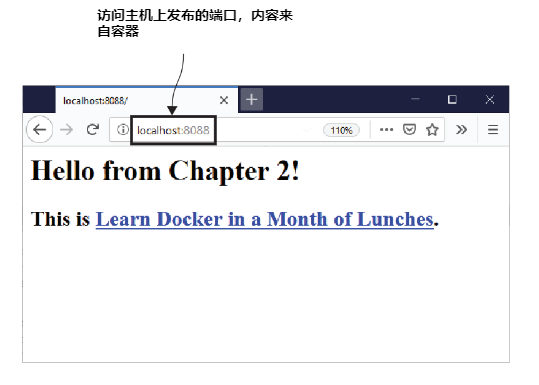 访问主机上发布的端口，内容来
自容器
localhost:8088/
localhost:8088
110%
Hello from Chapter 2!
This is Learn Docker in a Month of Lunches.